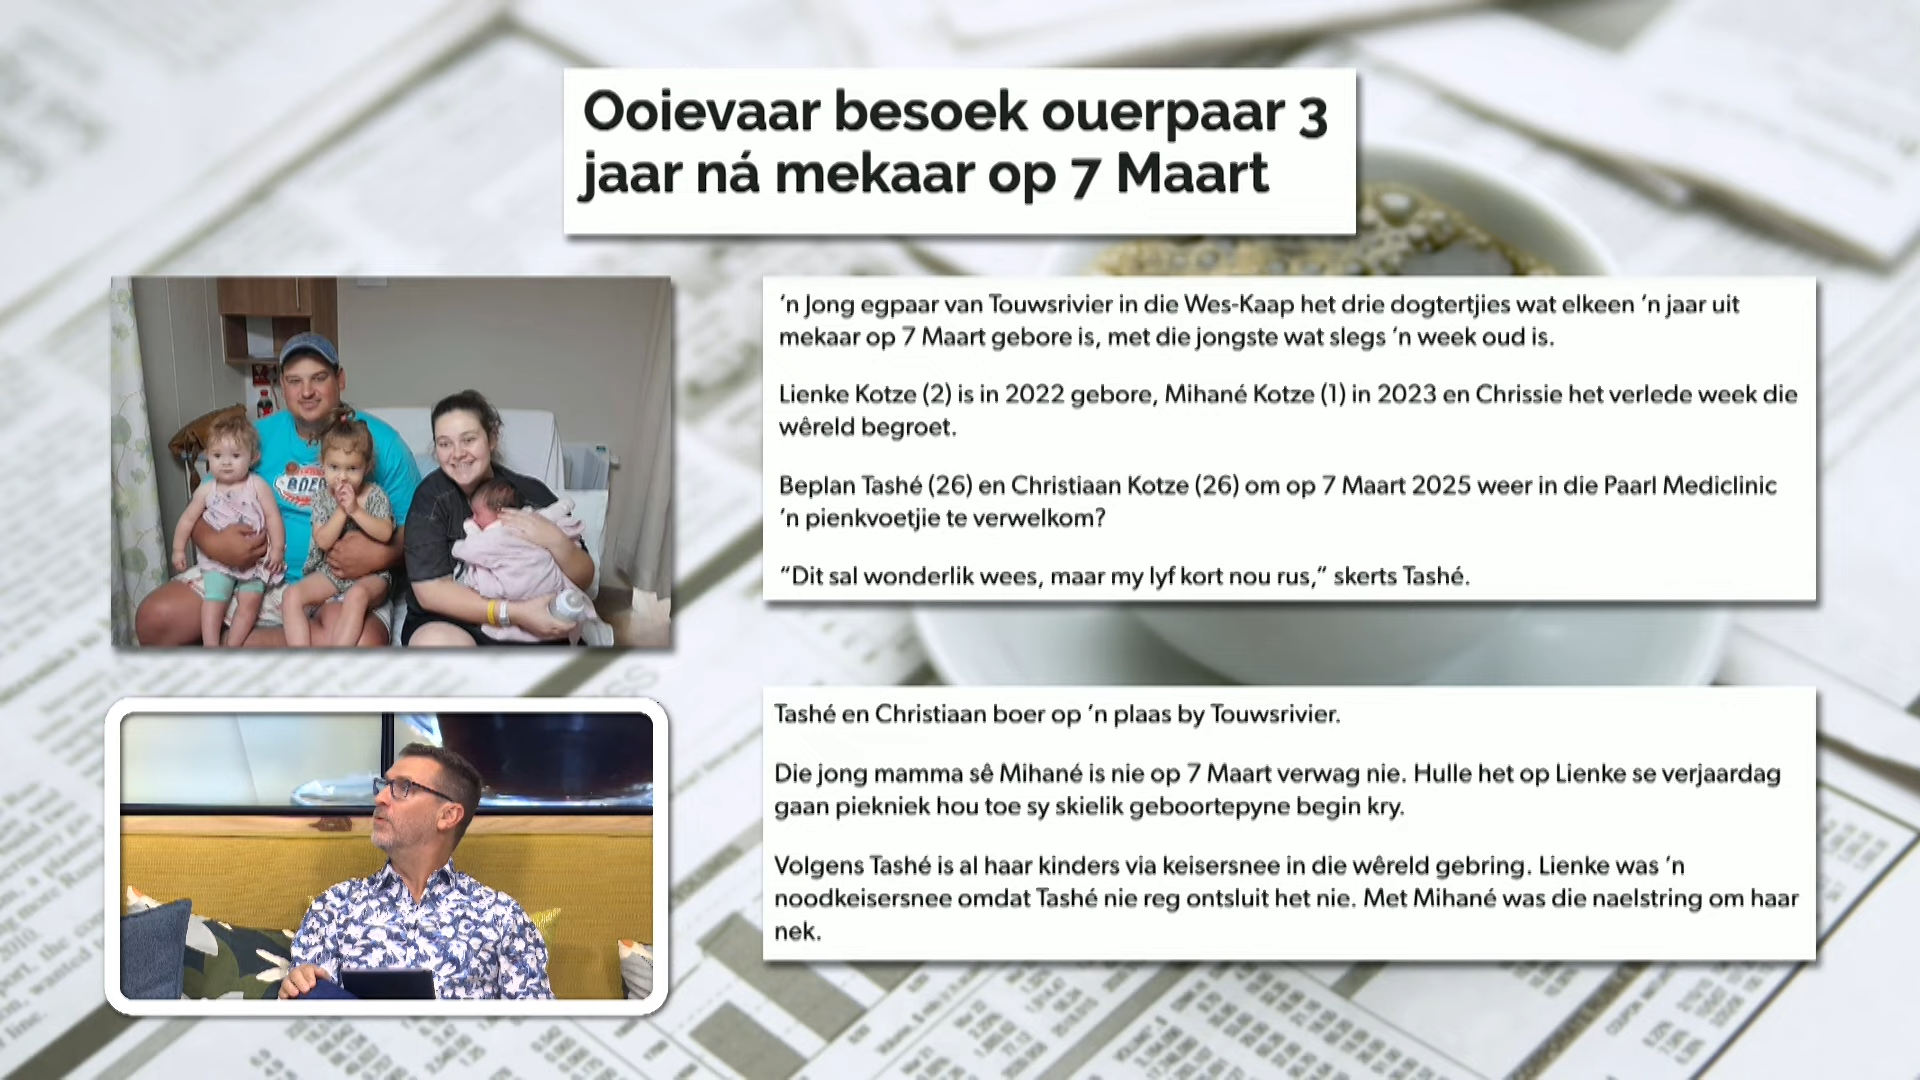 Ooievaar besoek ouerpaar 3
jaar ná mekaar op 7 Maart
’n Jong egpaar van Touwsrivier in die Wes-Kaap het drie dogtertjies wat elkeen ’n jaar uit
mekaar op 7 Maart gebore is, met die jongste wat slegs ’n week oud is.
Lienke Kotze (2) is in 2022 gebore, Mihané Kotze (1) in 2023 en Chrissie het verlede week die
wêreld begroet.
Beplan Tashé (26) en Christiaan Kotze (26) om op 7 Maart 2025 weer in die Paarl Mediclinic
’n pienkvoetjie te verwelkom?
“Dit sal wonderlik wees, maar my lyf kort nou rus,” skerts Tashé.
Tashé en Christiaan boer op ’n plaas by Touwsrivier.
Die jong mamma sê Mihané is nie op 7 Maart verwag nie. Hulle het op Lienke se verjaardag
gaan piekniek hou toe sy skielik geboortepyne begin kry.
Volgens Tashé is al haar kinders via keisersnee in die wêreld gebring. Lienke was ’n
noodkeisersnee omdat Tashé nie reg ontsluit het nie. Met Mihané was die naelstring om haar
nek.